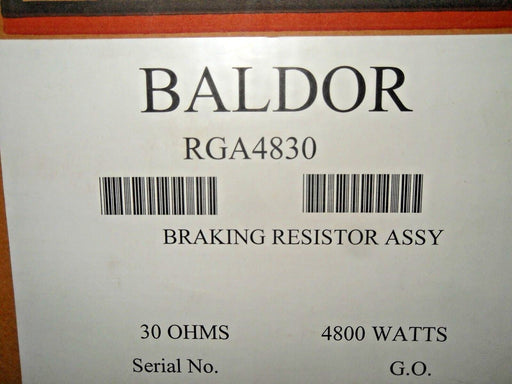 BALDOR
RGA4830
BRAKING RESISTOR ASSY
30 OHMS 4800 WATTS
Serial No. G.O.